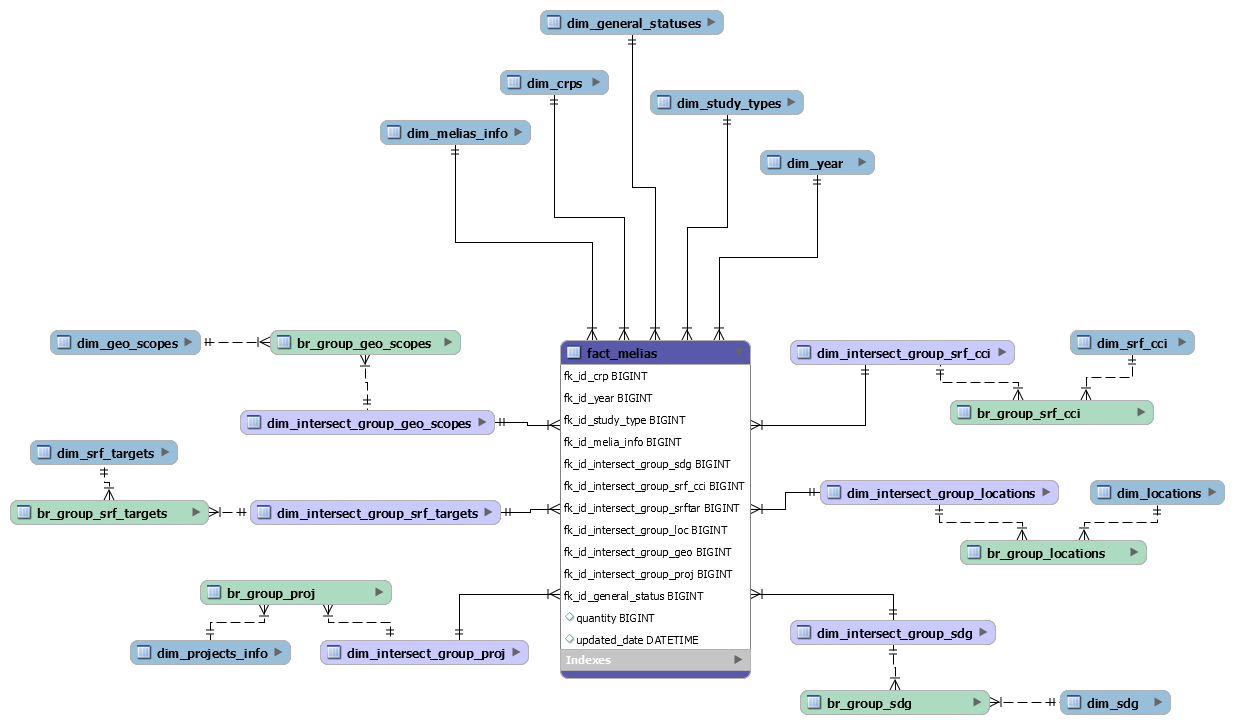 dim_general_statuses
dim_crps
dim_study_types
dim_melias_info
dim_year
dim_geo_scopes
br_group_geo_scopes
dim_intersect_group_geo_scopes
dim_srf_targets
br_group_srf_targets
dim_intersect_group_srf_targets
br_group_proj
dim_projects_info
dim_intersect_group_proj
fact_melias
fk_id_crp BIGINT
fk_id_year BIGINT
fk_id_study_type BIGINT
fk_id_melia_info BIGINT
fk_id_intersect_group_sdg BIGINT
fk_id_intersect_group_srf_cci BIGINT
fk_id_intersect_group_srftar BIGINT
fk_id_intersect_group_loc BIGINT
fk_id_intersect_group_geo BIGINT
fk_id_intersect_group_proj BIGINT
fk_id_general_status BIGINT
quantity BIGINT
updated_date DATETIME
Indexes
dim_intersect_group_srf_cci
dim_srf_cci
br_group_srf_cci
dim_intersect_group_locations
dim_locations
br_group_locations
dim_intersect_group_sdg
br_group_sdg
dim_sdg